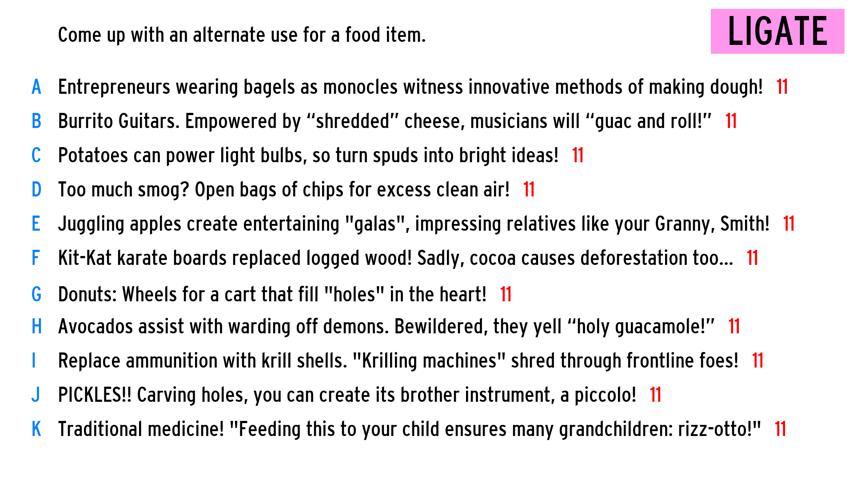 Come up with an alternate use for a food item.
LIGATE
A Entrepreneurs wearing bagels as monocles witness innovative methods of making dough! 11
B Burrito Guitars. Empowered by “shredded” cheese, musicians will “guac and roll!” 11
C Potatoes can power light bulbs, so turn spuds into bright ideas! 11
D Too much smog? Open bags of chips for excess clean air! 11
E Juggling apples create entertaining "galas", impressing relatives like your Granny, Smith! 11
F Kit-Kat karate boards replaced logged wood! Sadly, cocoa causes deforestation too... 11
G Donuts: Wheels for a cart that fill "holes" in the heart! 11
H Avocados assist with warding off demons. Bewildered, they yell “holy guacamole!” 11
I Replace ammunition with krill shells. "Krilling machines" shred through frontline foes! 11
J PICKLES!! Carving holes, you can create its brother instrument, a piccolo! 11
K Traditional medicine! "Feeding this to your child ensures many grandchildren: rizz-otto!" 11